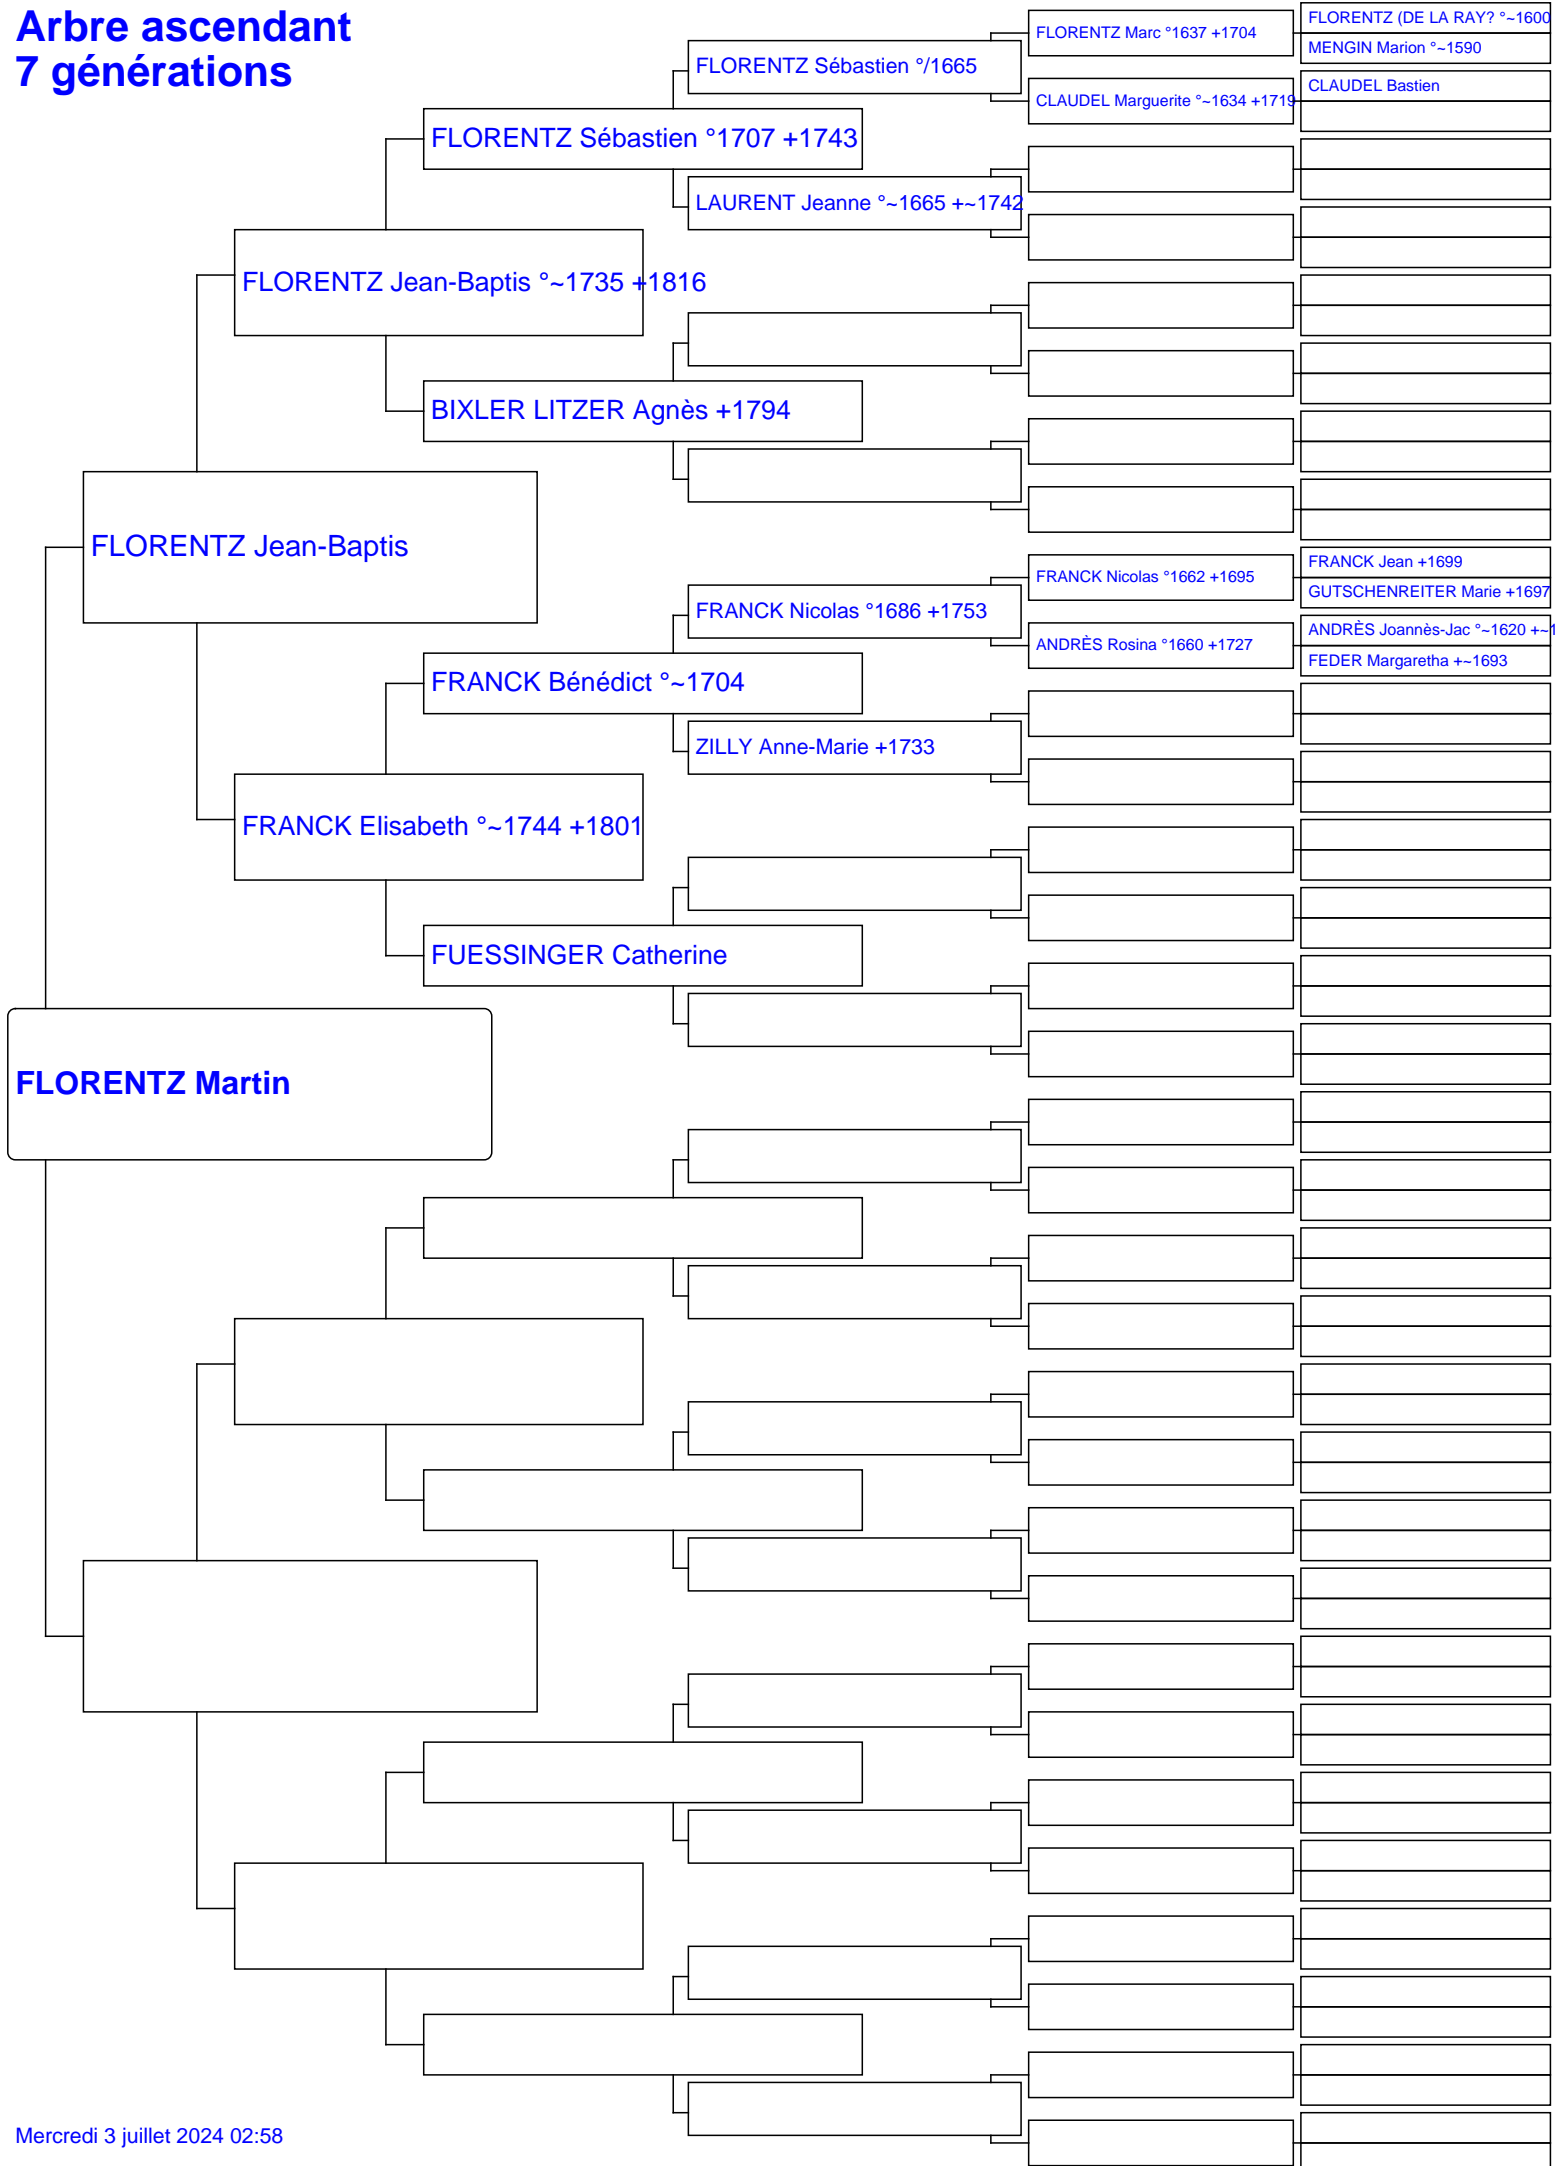 Arbre ascendant
7 générations
FLORENTZ Martin
FLORENTZ Jean-Baptis
FLORENTZ Jean-Baptis °~1735 +1816
FRANCK Elisabeth °~1744 +1801
FLORENTZ Sébastien °1707 +1743
BIXLER LITZER Agnès +1794
FRANCK Bénédict °~1704
FUESSINGER Catherine
FLORENTZ Sébastien °/1665
LAURENT Jeanne °~1665 +~1742
FRANCK Nicolas °1686 +1753
ZILLY Anne-Marie +1733
FLORENTZ Marc °1637 +1704
CLAUDEL Marguerite °~1634 +1719
FRANCK Nicolas °1662 +1695
ANDRÈS Rosina °1660 +1727
FLORENTZ (DE LA RAY? °~1600
MENGIN Marion °~1590
CLAUDEL Bastien
FRANCK Jean +1699
GUTSCHENREITER Marie +1697
ANDRÈS Joannès-Jac °~1620 +~1
FEDER Margaretha +~1693
Mercredi 3 juillet 2024 02:58